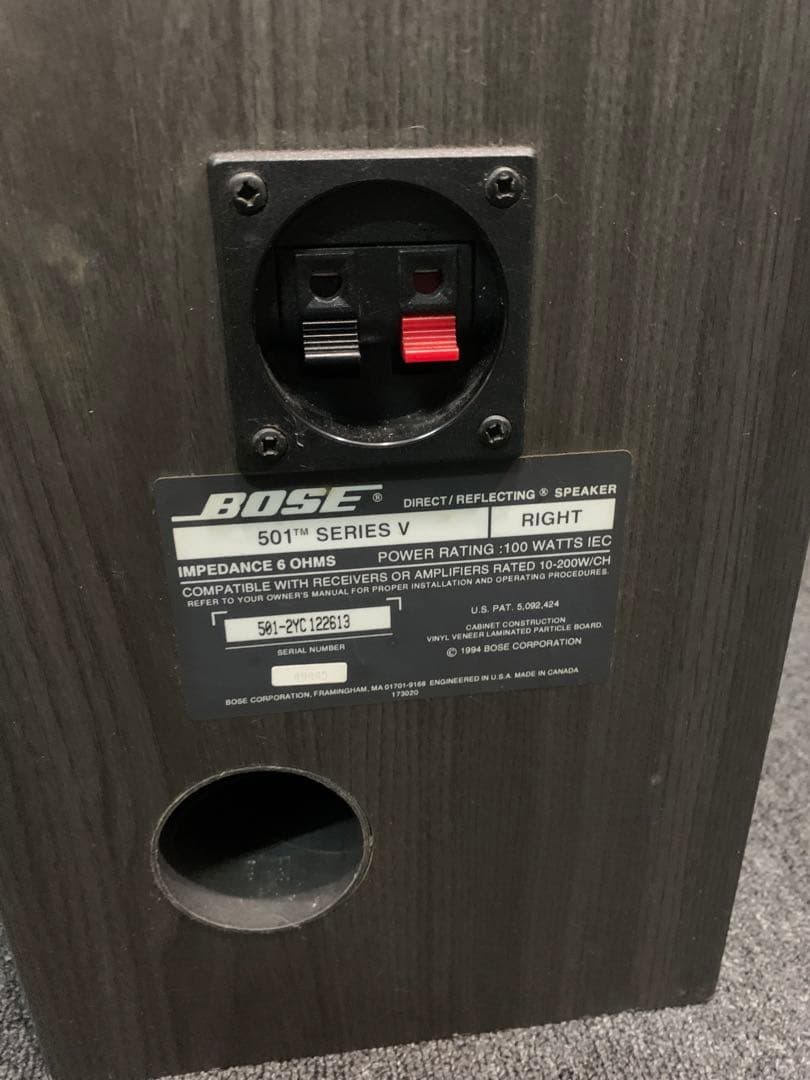 BOSE ® DIRECT/REFLECTING ® SPEAKER
501™ SERIES V RIGHT
IMPEDANCE 6 OHMS POWER RATING :100 WATTS IEC
COMPATIBLE WITH RECEIVERS OR AMPLIFIERS RATED 10-200W/CH
REFER TO YOUR OWNER'S MANUAL FOR PROPER INSTALLATION AND OPERATING PROCEDURES.
501-2YC122613
SERIAL NUMBER
U.S. PAT. 5,092,424
CABINET CONSTRUCTION
VINYL VENEER LAMINATED PARTICLE BOARD.
© 1994 BOSE CORPORATION
BOSE CORPORATION, FRAMINGHAM, MA 01701-9168 ENGINEERED IN U.S.A. MADE IN CANADA
173020